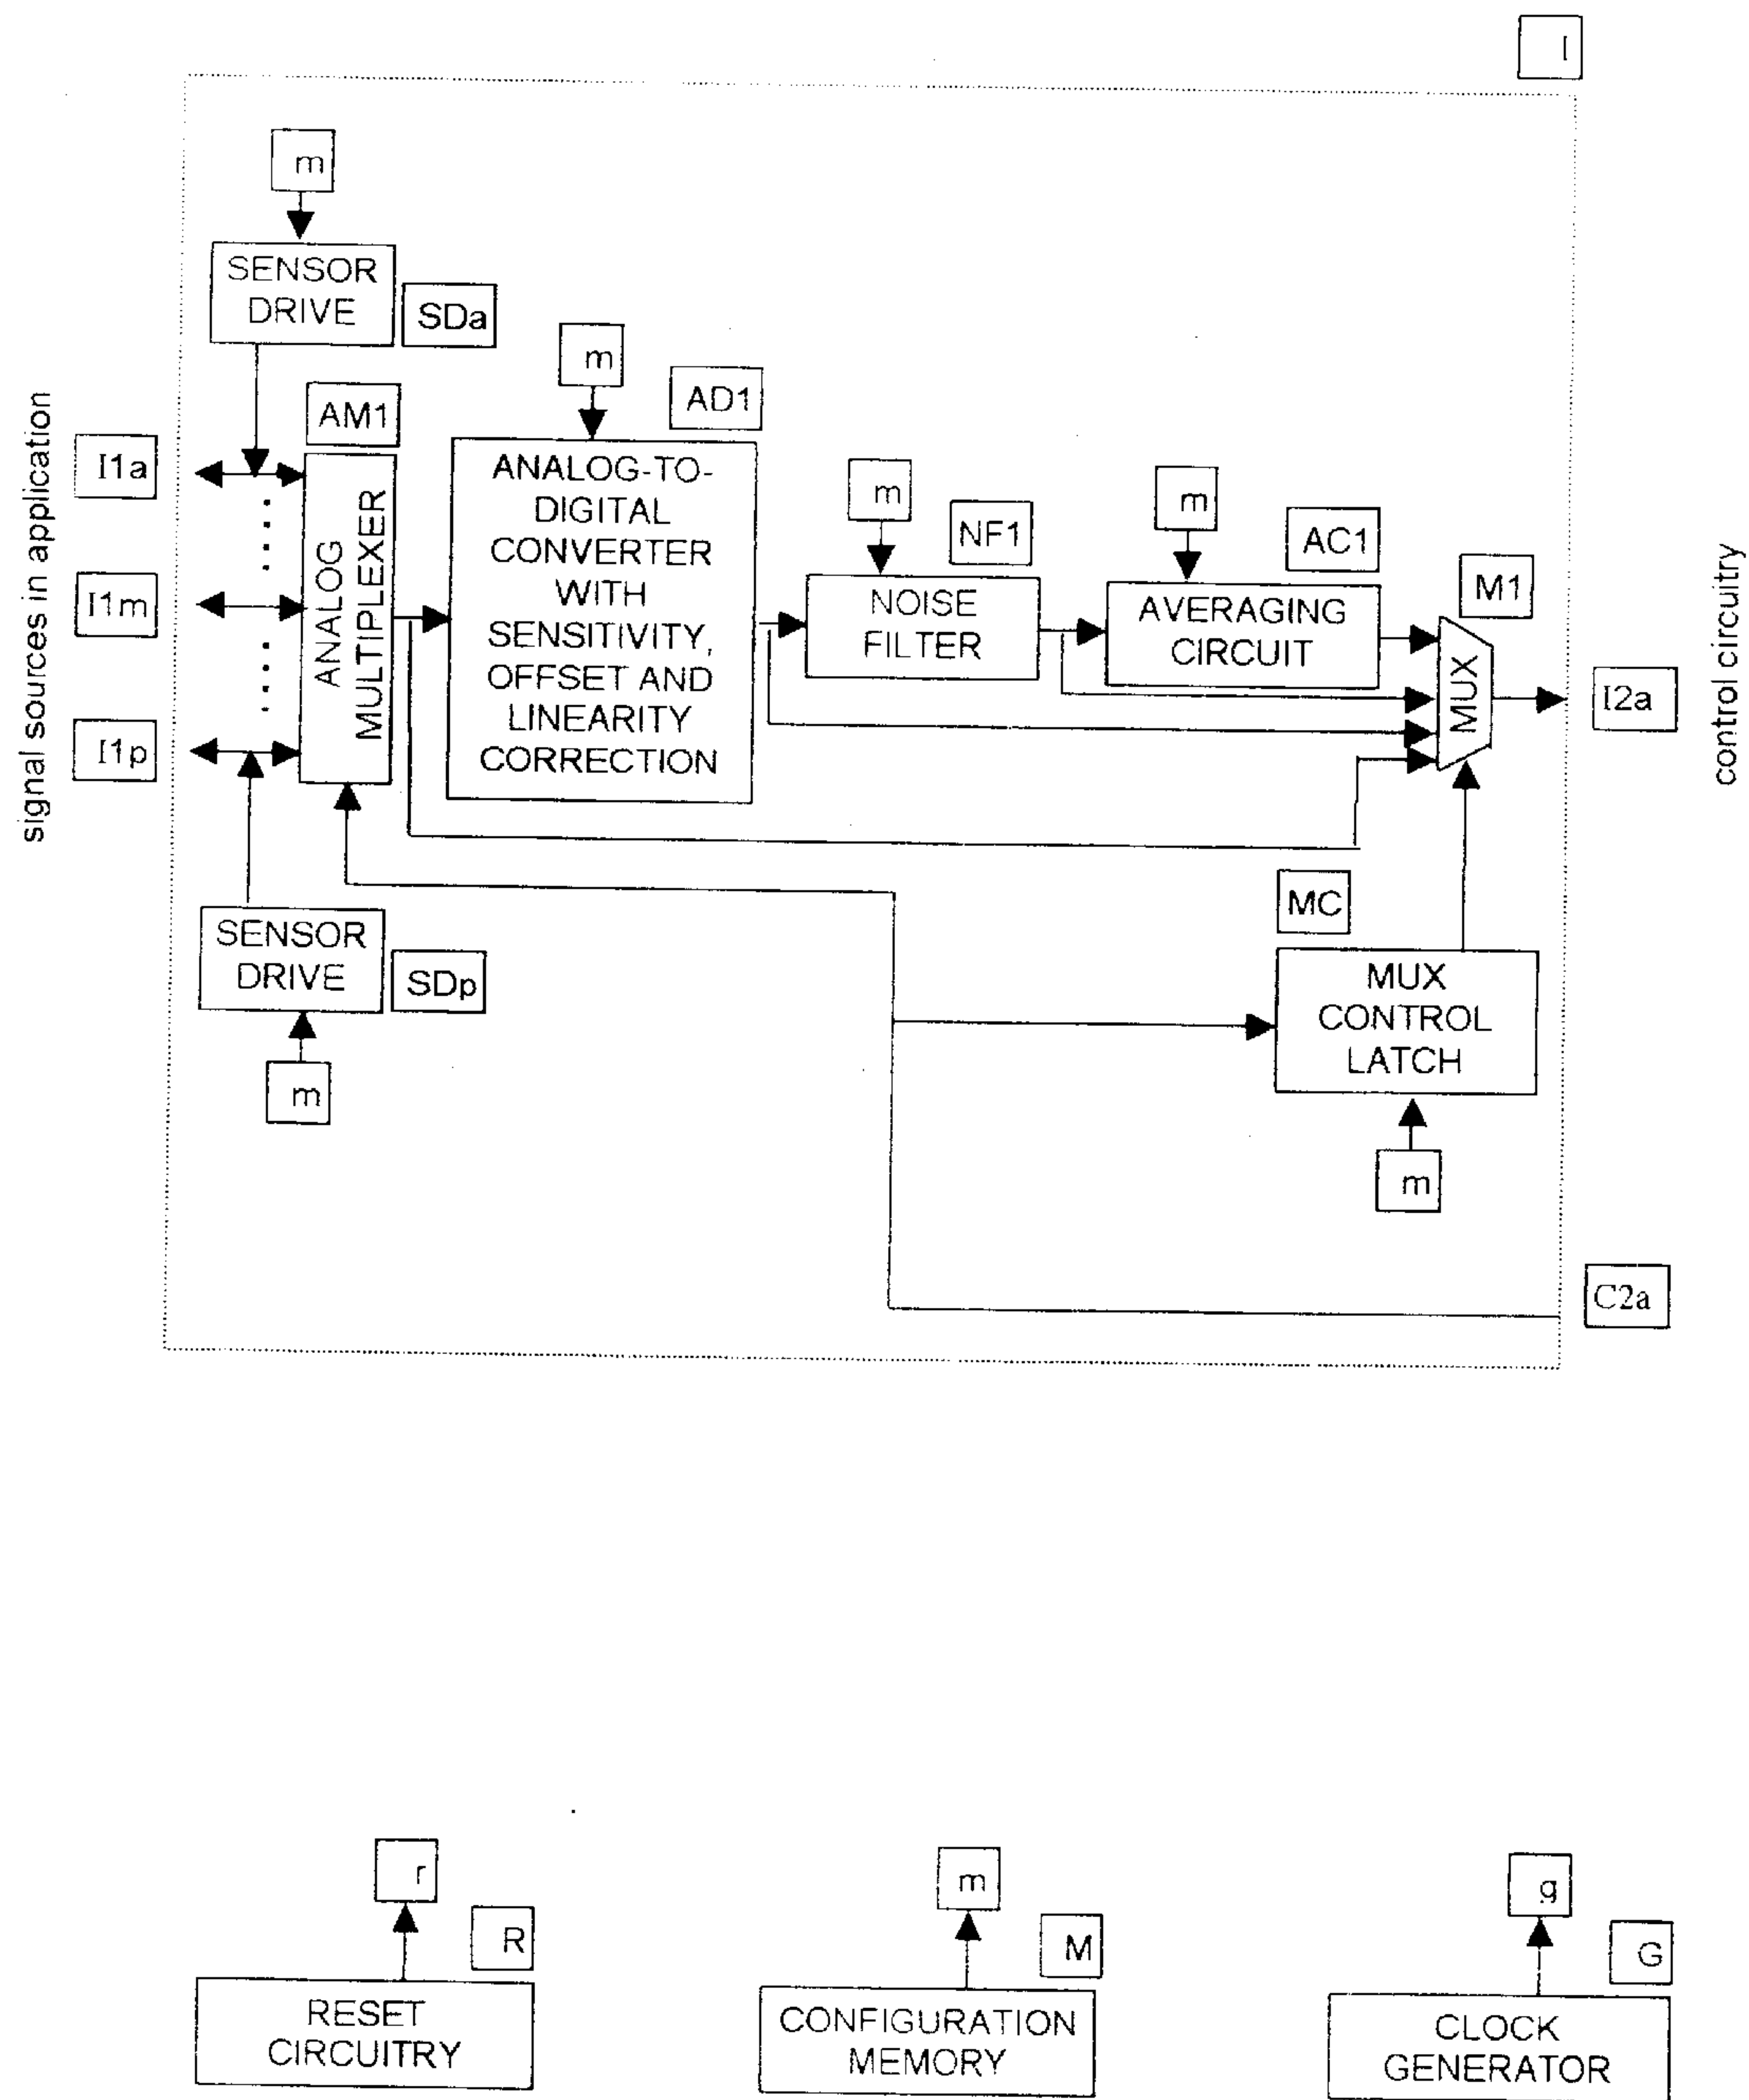 I
m
SENSOR
DRIVE
SDa
m
AD1
AM1
signal sources in application
I1a
I1m
I1p
ANALOG
MULTIPLEXER
ANALOG-TO-
DIGITAL
CONVERTER
WITH
SENSITIVITY,
OFFSET AND
LINEARITY
CORRECTION
m
NF1
NOISE
FILTER
m
AC1
AVERAGING
CIRCUIT
M1
MUX
I2a
control circuitry
SENSOR
DRIVE
SDp
m
MC
MUX
CONTROL
LATCH
m
C2a
r
R
RESET
CIRCUITRY
m
M
CONFIGURATION
MEMORY
g
G
CLOCK
GENERATOR